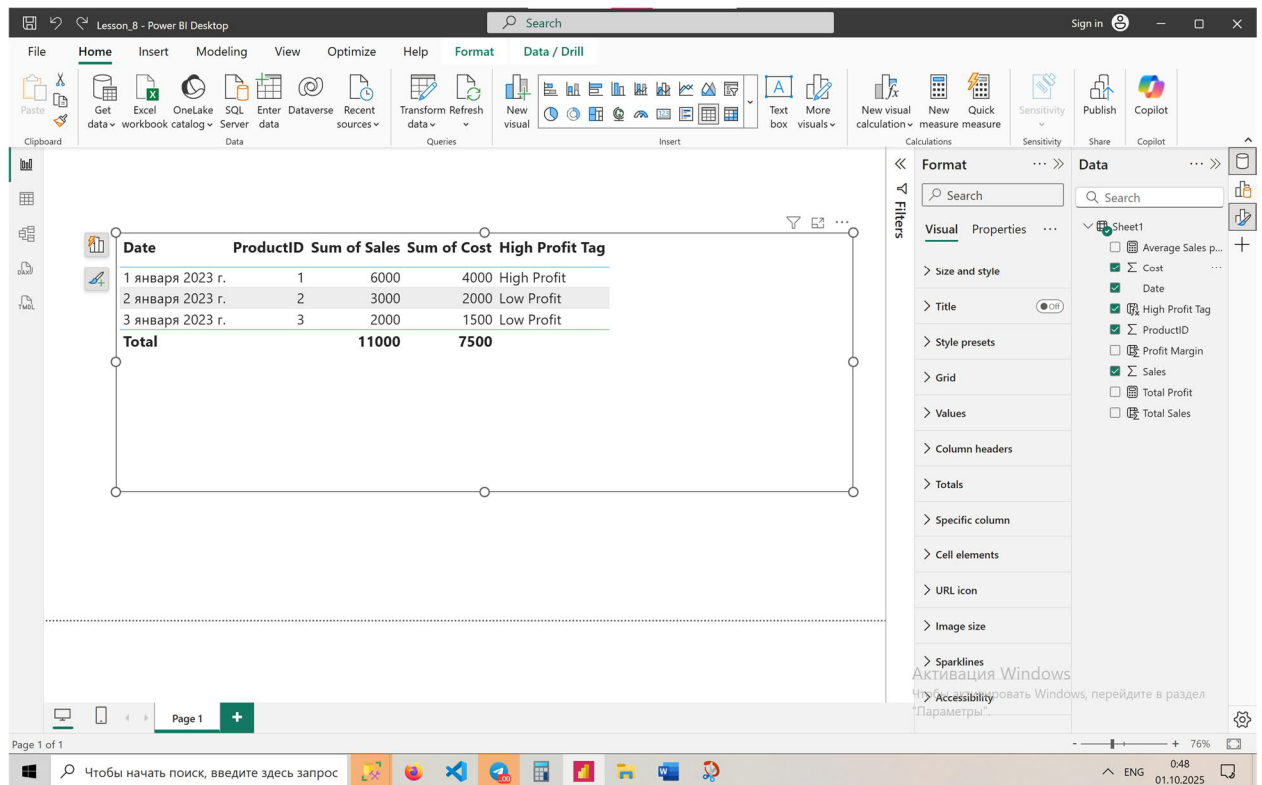 Lesson_8 - Power BI Desktop
Search
Sign in
File Home Insert Modeling View Optimize Help Format Data / Drill
Paste
Get data
Excel workbook
OneLake catalog
SQL Server
Enter data
Dataverse
Recent sources
Transform data
Refresh
New visual
Text box
More visuals
New visual calculation
New measure
Quick measure
Sensitivity
Publish
Copilot
Clipboard Data Queries Insert Calculations Sensitivity Share Copilot
DAX
TMDL
Date ProductID Sum of Sales Sum of Cost High Profit Tag
1 января 2023 г. 1 6000 4000 High Profit
2 января 2023 г. 2 3000 2000 Low Profit
3 января 2023 г. 3 2000 1500 Low Profit
Total 11000 7500
Filters
Format
Search
Visual Properties
Size and style
Title Off
Style presets
Grid
Values
Column headers
Totals
Specific column
Cell elements
URL icon
Image size
Sparklines
Accessibility
Data
Search
Sheet1
Average Sales p...
Cost
Date
High Profit Tag
ProductID
Profit Margin
Sales
Total Profit
Total Sales
Активация Windows
Чтобы активировать Windows, перейдите в раздел
"Параметры".
Page 1
Page 1 of 1
76%
Чтобы начать поиск, введите здесь запрос
ENG
0:48
01.10.2025